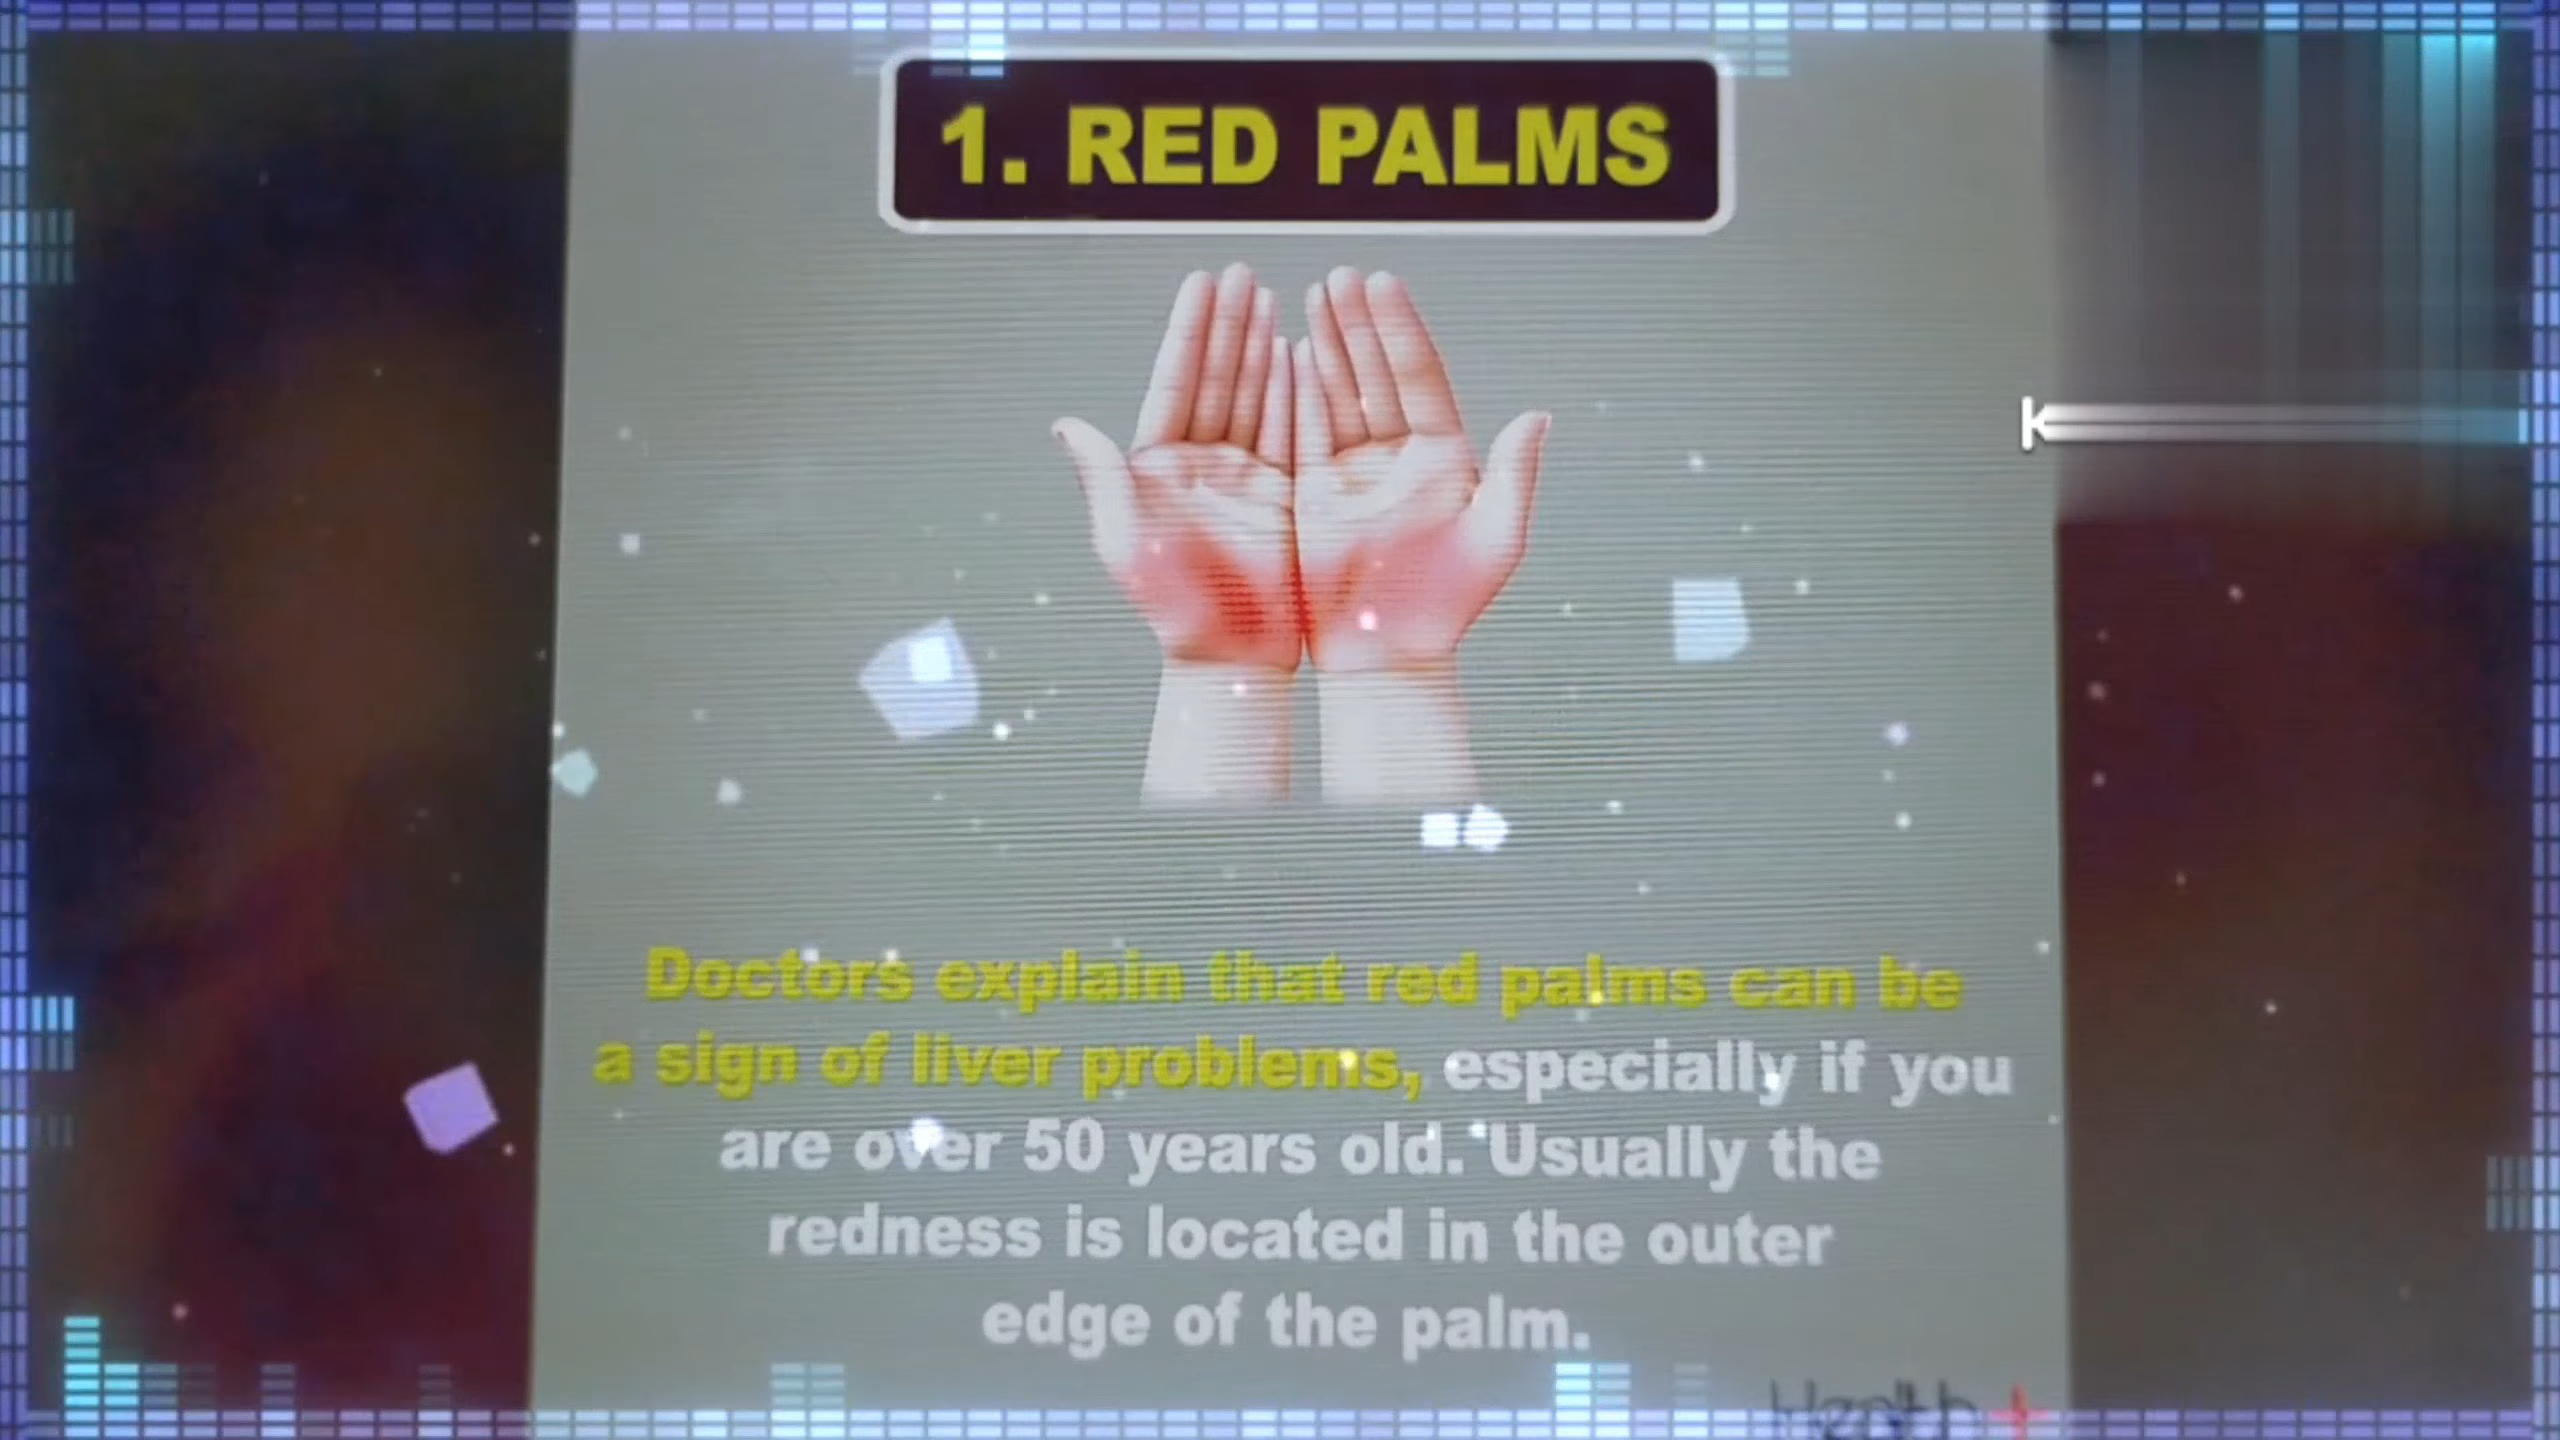 1. RED PALMS
Doctors explain that red palms can be
a sign of liver problems, especially if you
are over 50 years old. Usually the
redness is located in the outer
edge of the palm.
Health+